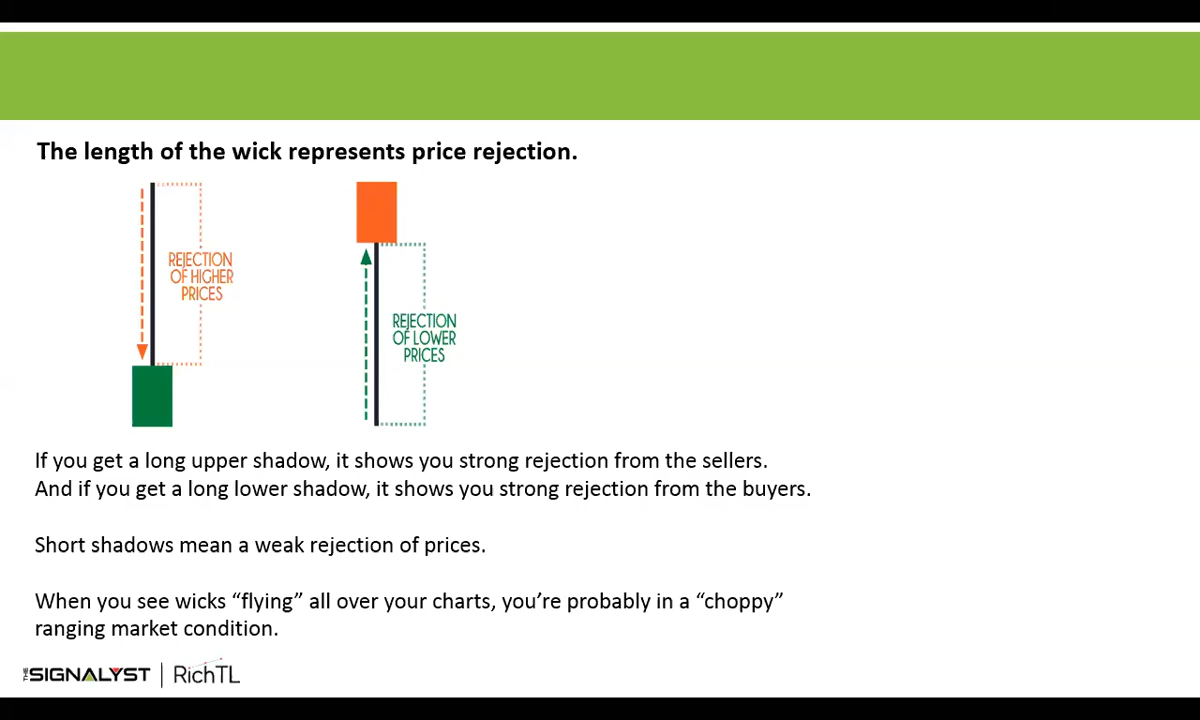 The length of the wick represents price rejection.
REJECTION
OF HIGHER
PRICES
REJECTION
OF LOWER
PRICES
If you get a long upper shadow, it shows you strong rejection from the sellers.
And if you get a long lower shadow, it shows you strong rejection from the buyers.
Short shadows mean a weak rejection of prices.
When you see wicks “flying” all over your charts, you’re probably in a “choppy”
ranging market condition.
THE SIGNALYST | RichTL